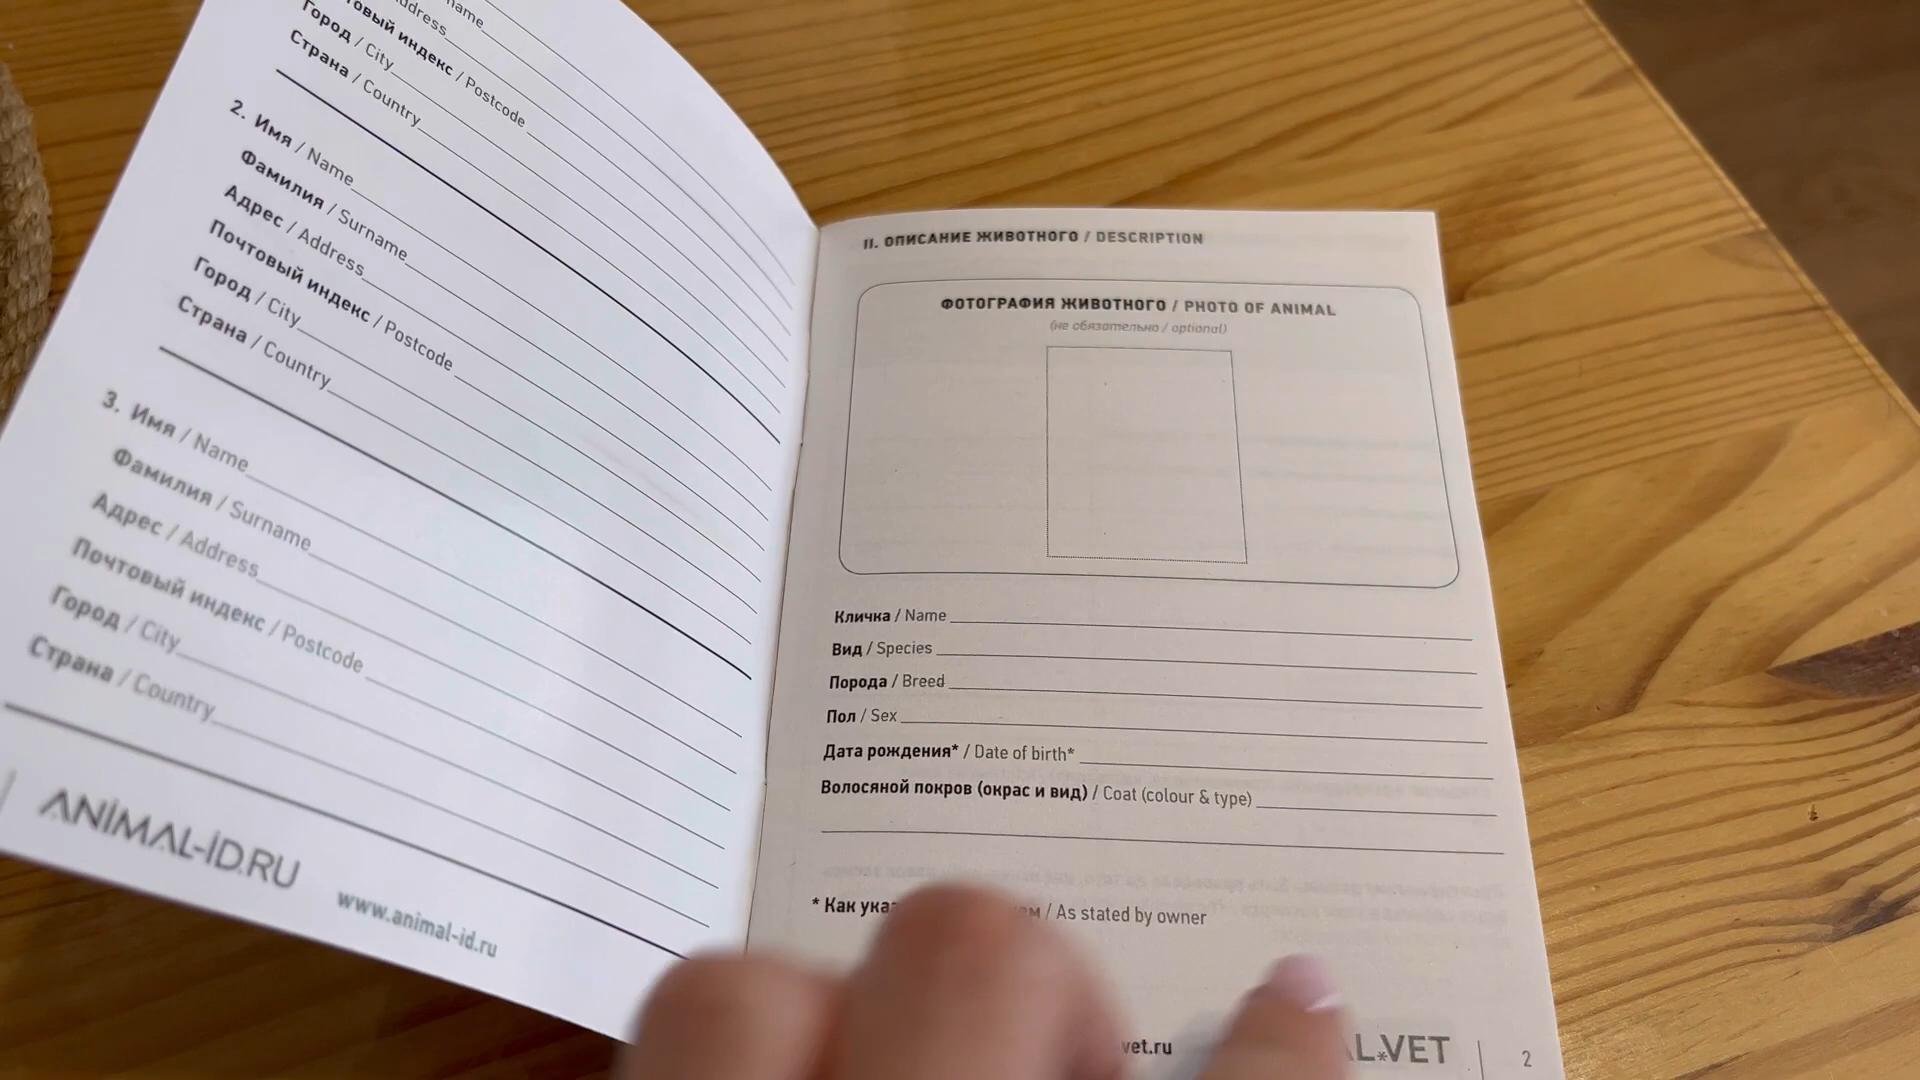 Почтовый индекс / Postcode
Город / City
Страна / Country
2. Имя / Name
Фамилия / Surname
Адрес / Address
Почтовый индекс / Postcode
Город / City
Страна / Country
3. Имя / Name
Фамилия / Surname
Адрес / Address
Почтовый индекс / Postcode
Город / City
Страна / Country
ANIMAL-ID.RU
www.animal-id.ru
II. ОПИСАНИЕ ЖИВОТНОГО / DESCRIPTION
ФОТОГРАФИЯ ЖИВОТНОГО / PHOTO OF ANIMAL
(не обязательно / optional)
Кличка / Name
Вид / Species
Порода / Breed
Пол / Sex
Дата рождения* / Date of birth*
Волосяной покров (окрас и вид) / Coat (colour & type)
* Как / As stated by owner
vet.ru
VET
2